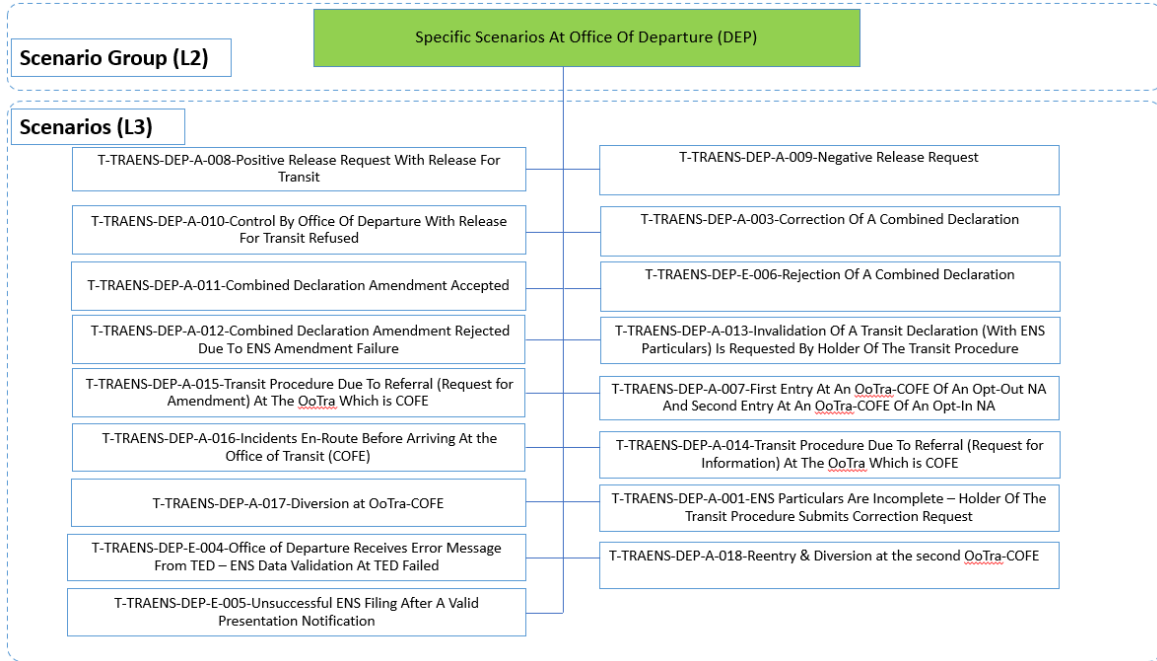 Specific Scenarios At Office Of Departure (DEP)
Scenario Group (L2)
Scenarios (L3)
T-TRAENS-DEP-A-008-Positive Release Request With Release For
Transit
T-TRAENS-DEP-A-009-Negative Release Request
T-TRAENS-DEP-A-010-Control By Office Of Departure With Release
For Transit Refused
T-TRAENS-DEP-A-003-Correction Of A Combined Declaration
T-TRAENS-DEP-A-011-Combined Declaration Amendment Accepted
T-TRAENS-DEP-E-006-Rejection Of A Combined Declaration
T-TRAENS-DEP-A-012-Combined Declaration Amendment Rejected
Due To ENS Amendment Failure
T-TRAENS-DEP-A-013-Invalidation Of A Transit Declaration (With ENS
Particulars) Is Requested By Holder Of The Transit Procedure
T-TRAENS-DEP-A-015-Transit Procedure Due To Referral (Request for
Amendment) At The OoTra Which is COFE
T-TRAENS-DEP-A-007-First Entry At An OoTra-COFE Of An Opt-Out NA
And Second Entry At An OoTra-COFE Of An Opt-In NA
T-TRAENS-DEP-A-016-Incidents En-Route Before Arriving At the
Office of Transit (COFE)
T-TRAENS-DEP-A-014-Transit Procedure Due To Referral (Request for
Information) At The OoTra Which is COFE
T-TRAENS-DEP-A-017-Diversion at OoTra-COFE
T-TRAENS-DEP-A-001-ENS Particulars Are Incomplete – Holder Of The
Transit Procedure Submits Correction Request
T-TRAENS-DEP-E-004-Office of Departure Receives Error Message
From TED – ENS Data Validation At TED Failed
T-TRAENS-DEP-A-018-Reentry & Diversion at the second OoTra-COFE
T-TRAENS-DEP-E-005-Unsuccessful ENS Filing After A Valid
Presentation Notification